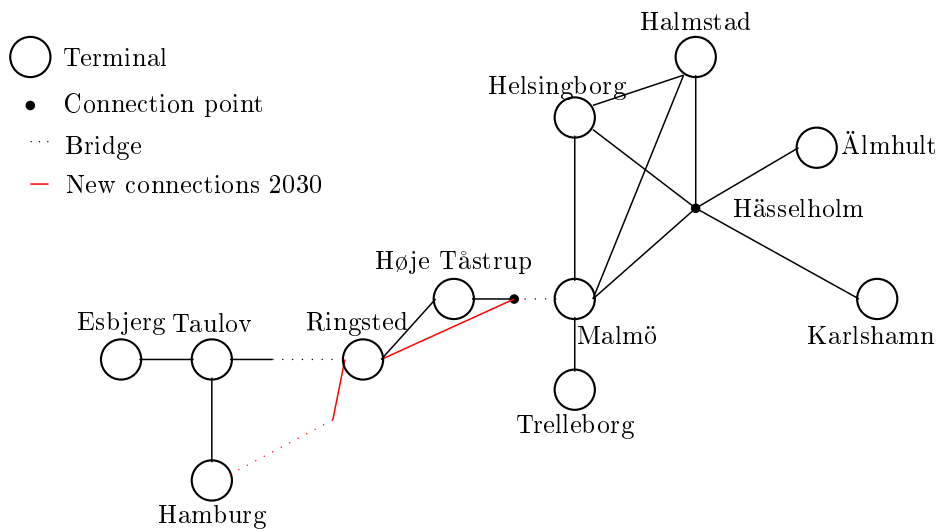 Terminal
Connection point
Bridge
New connections 2030
Halmstad
Helsingborg
Älmhult
Hässelholm
Høje Tåstrup
Esbjerg
Taulov
Ringsted
Malmö
Karlshamn
Trelleborg
Hamburg